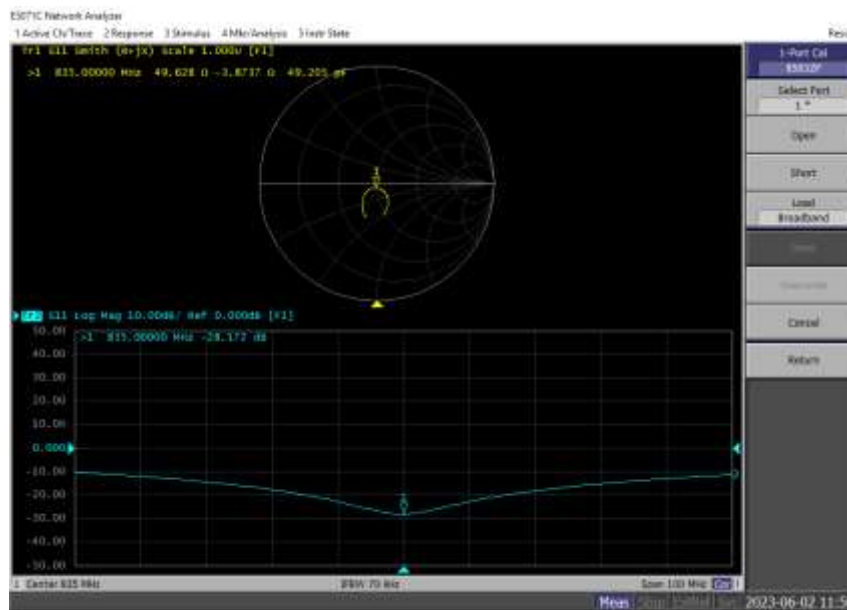 E5071C Network Analyzer
1 Active Ch/Trace 2 Response 3 Stimulus 4 Mkr/Analysis 5 Instr State
Tr1 S11 Smith (R+jX) Scale 1.000U [F1]
>1 835.00000 MHz 49.628 Ω -3.8737 Ω 49.205 pF
1
Tr2 S11 Log Mag 10.00dB/ Ref 0.000dB [F1]
>1 835.00000 MHz -28.172 dB
50.00
40.00
30.00
20.00
10.00
0.000
-10.00
-20.00
-30.00
-40.00
-50.00
1
1 Center 835 MHz
IFBW 70 kHz
Span 100 MHz
Cor
1-Port Cal
85032F
Select Port
1
Open
Short
Load
Broadband
Cancel
Return
Meas
2023-06-02 11:5